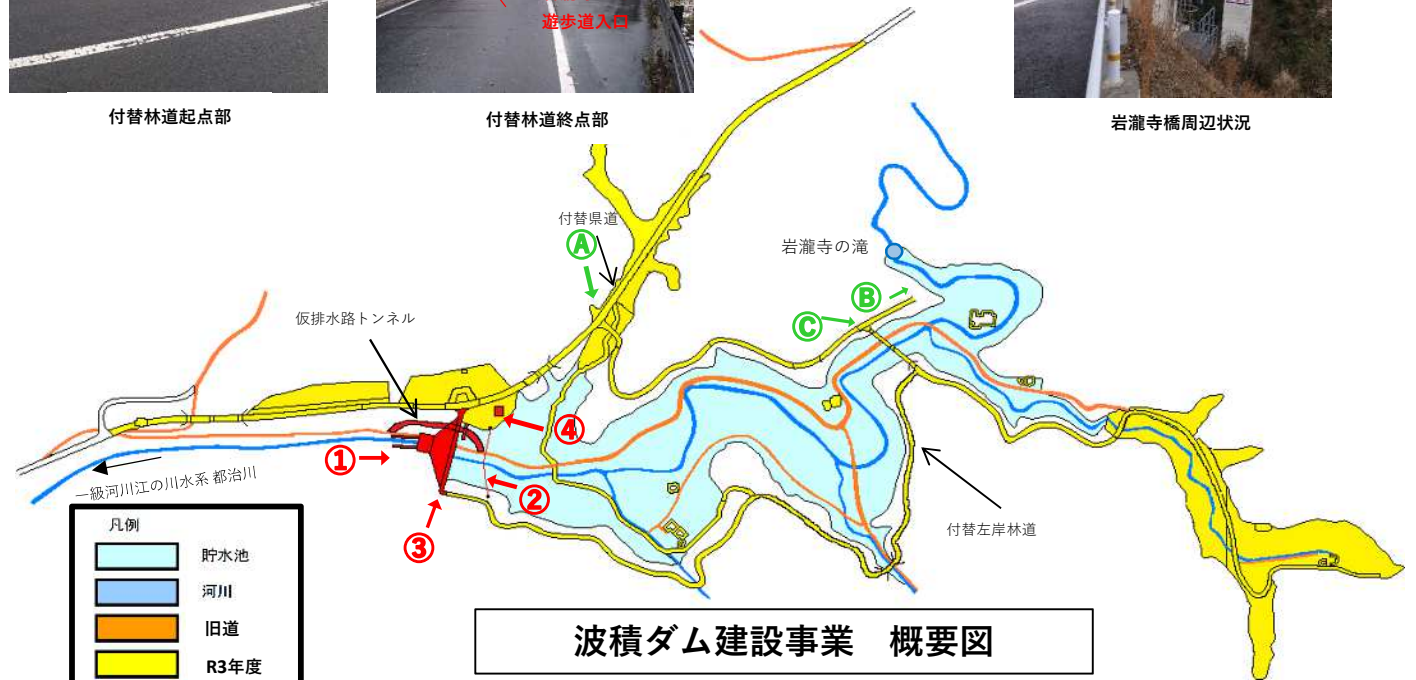 遊歩道入口
付替林道起点部
付替林道終点部
岩瀧寺橋周辺状況
付替県道
Ⓐ
岩瀧寺の滝
Ⓑ
Ⓒ
仮排水路トンネル
④
①
②
③
一級河川江の川水系 都治川
付替左岸林道
凡例
貯水池
河川
旧道
R3年度
波積ダム建設事業 概要図